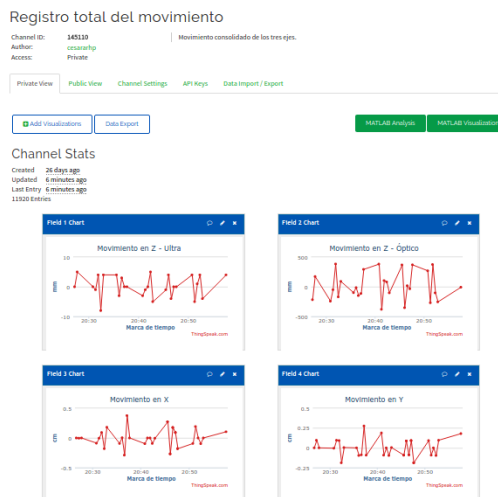 Registro total del movimiento
Channel ID: 145110
Movimiento consolidado de los tres ejes.
Author: cesararhp
Access: Private
Private View Public View Channel Settings API Keys Data Import / Export
Add Visualizations Data Export MATLAB Analysis MATLAB Visualization
Channel Stats
Created 26 days ago
Updated 6 minutes ago
Last Entry 6 minutes ago
11920 Entries
Field 1 Chart
Movimiento en Z - Ultra
mm
10
0
-10
20:30 20:40 20:50
Marca de tiempo
ThingSpeak.com
Field 2 Chart
Movimiento en Z - Óptico
mm
500
0
-500
20:30 20:40 20:50
Marca de tiempo
ThingSpeak.com
Field 3 Chart
Movimiento en X
cm
0.5
0
-0.5
20:30 20:40 20:50
Marca de tiempo
ThingSpeak.com
Field 4 Chart
Movimiento en Y
cm
0.5
0.25
0
-0.25
20:30 20:40 20:50
Marca de tiempo
ThingSpeak.com